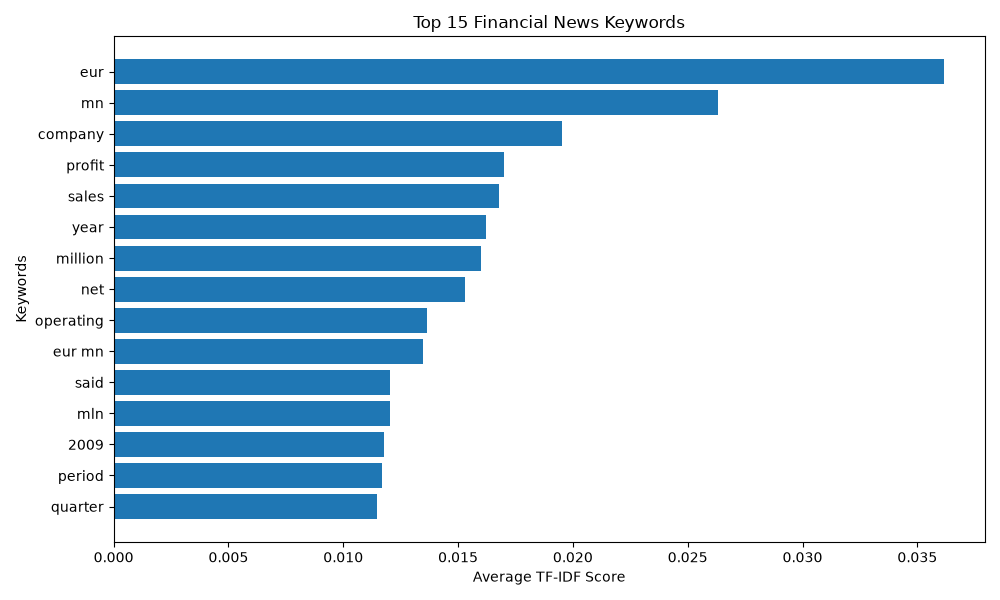 Top 15 Financial News Keywords
Keywords
eur
mn
company
profit
sales
year
million
net
operating
eur mn
said
mln
2009
period
quarter
0.000 0.005 0.010 0.015 0.020 0.025 0.030 0.035
Average TF-IDF Score